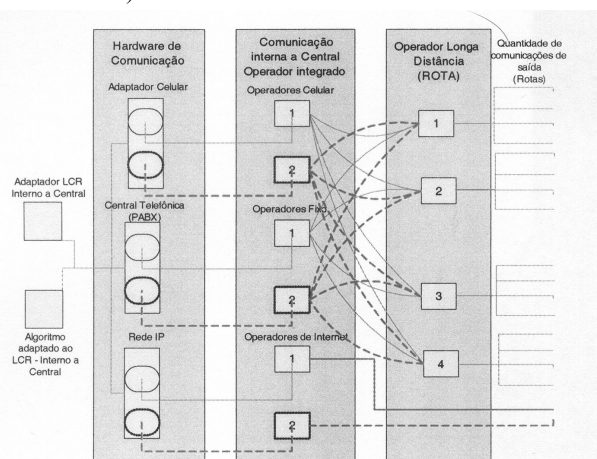 Hardware de
Comunicação
Comunicação
interna a Central
Operador integrado
Operador Longa
Distância
(ROTA)
Quantidade de
comunicações de
saída
(Rotas)
Adaptador Celular
Operadores Celular
1
2
1
2
Adaptador LCR
Interno a Central
Central Telefônica
(PABX)
Operadores Fixo
1
2
3
4
Algoritmo
adaptado ao
LCR - Interno a
Central
Rede IP
Operadores de Internet
1
2